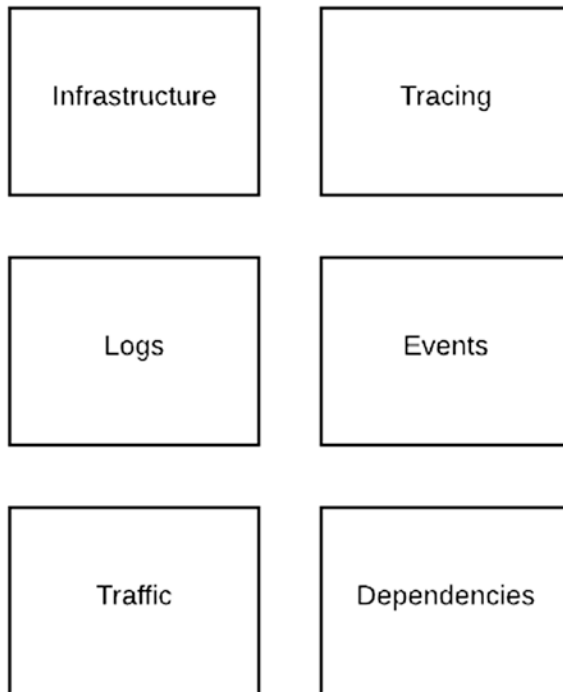 Infrastructure
Tracing
Logs
Events
Traffic
Dependencies